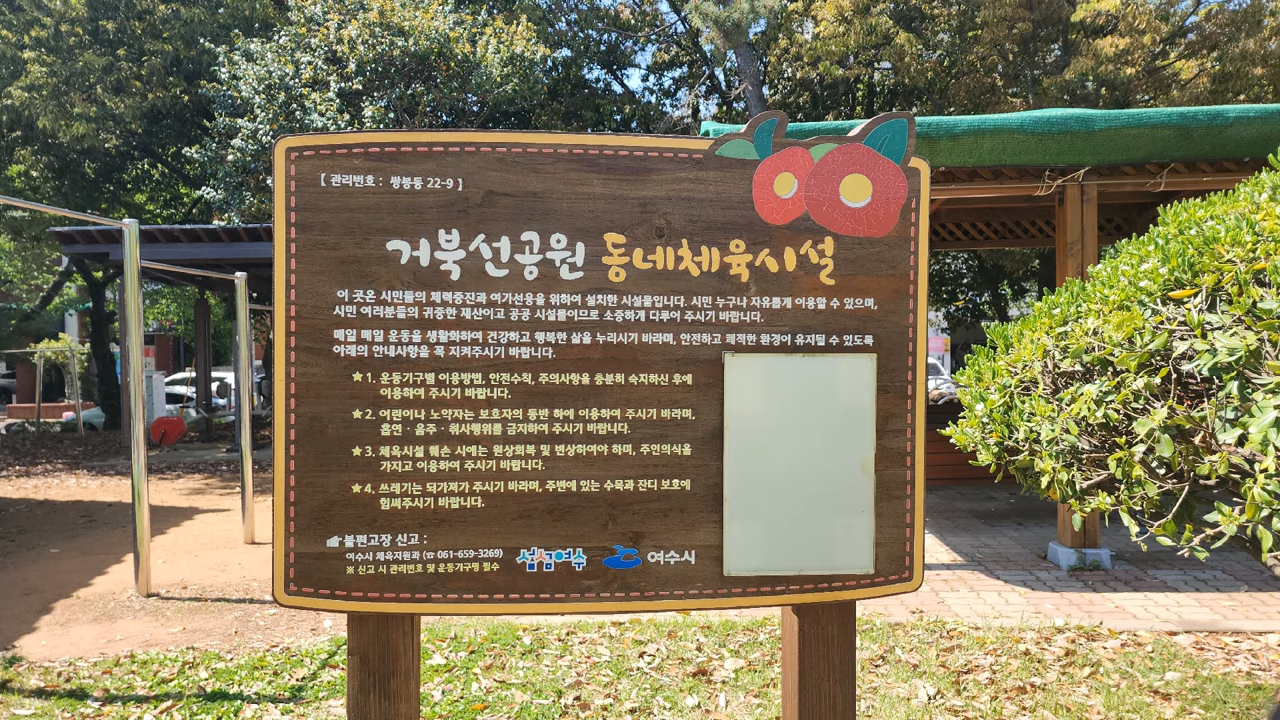 [ 관리번호 : 쌍봉동 22-9 ]
거북선공원 동네체육시설
이 곳은 시민들의 체력증진과 여가선용을 위하여 설치한 시설물입니다. 시민 누구나 자유롭게 이용할 수 있으며,
시민 여러분들의 귀중한 재산이고 공공 시설물이므로 소중하게 다루어 주시기 바랍니다.
매일 매일 운동을 생활화하여 건강하고 행복한 삶을 누리시기 바라며, 안전하고 쾌적한 환경이 유지될 수 있도록
아래의 안내사항을 꼭 지켜주시기 바랍니다.
★1. 운동기구별 이용방법, 안전수칙, 주의사항을 충분히 숙지하신 후에
이용하여 주시기 바랍니다.
★2. 어린이나 노약자는 보호자의 동반 하에 이용하여 주시기 바라며,
흡연 · 음주 · 취사행위를 금지하여 주시기 바랍니다.
★3. 체육시설 훼손 시에는 원상회복 및 변상하여야 하며, 주인의식을
가지고 이용하여 주시기 바랍니다.
★4. 쓰레기는 되가져가 주시기 바라며, 주변에 있는 수목과 잔디 보호에
힘써주시기 바랍니다.
불편고장 신고 :
여수시 체육지원과 (☎ 061-659-3269)
※ 신고 시 관리번호 및 운동기구명 필수
섬섬여수 여수시